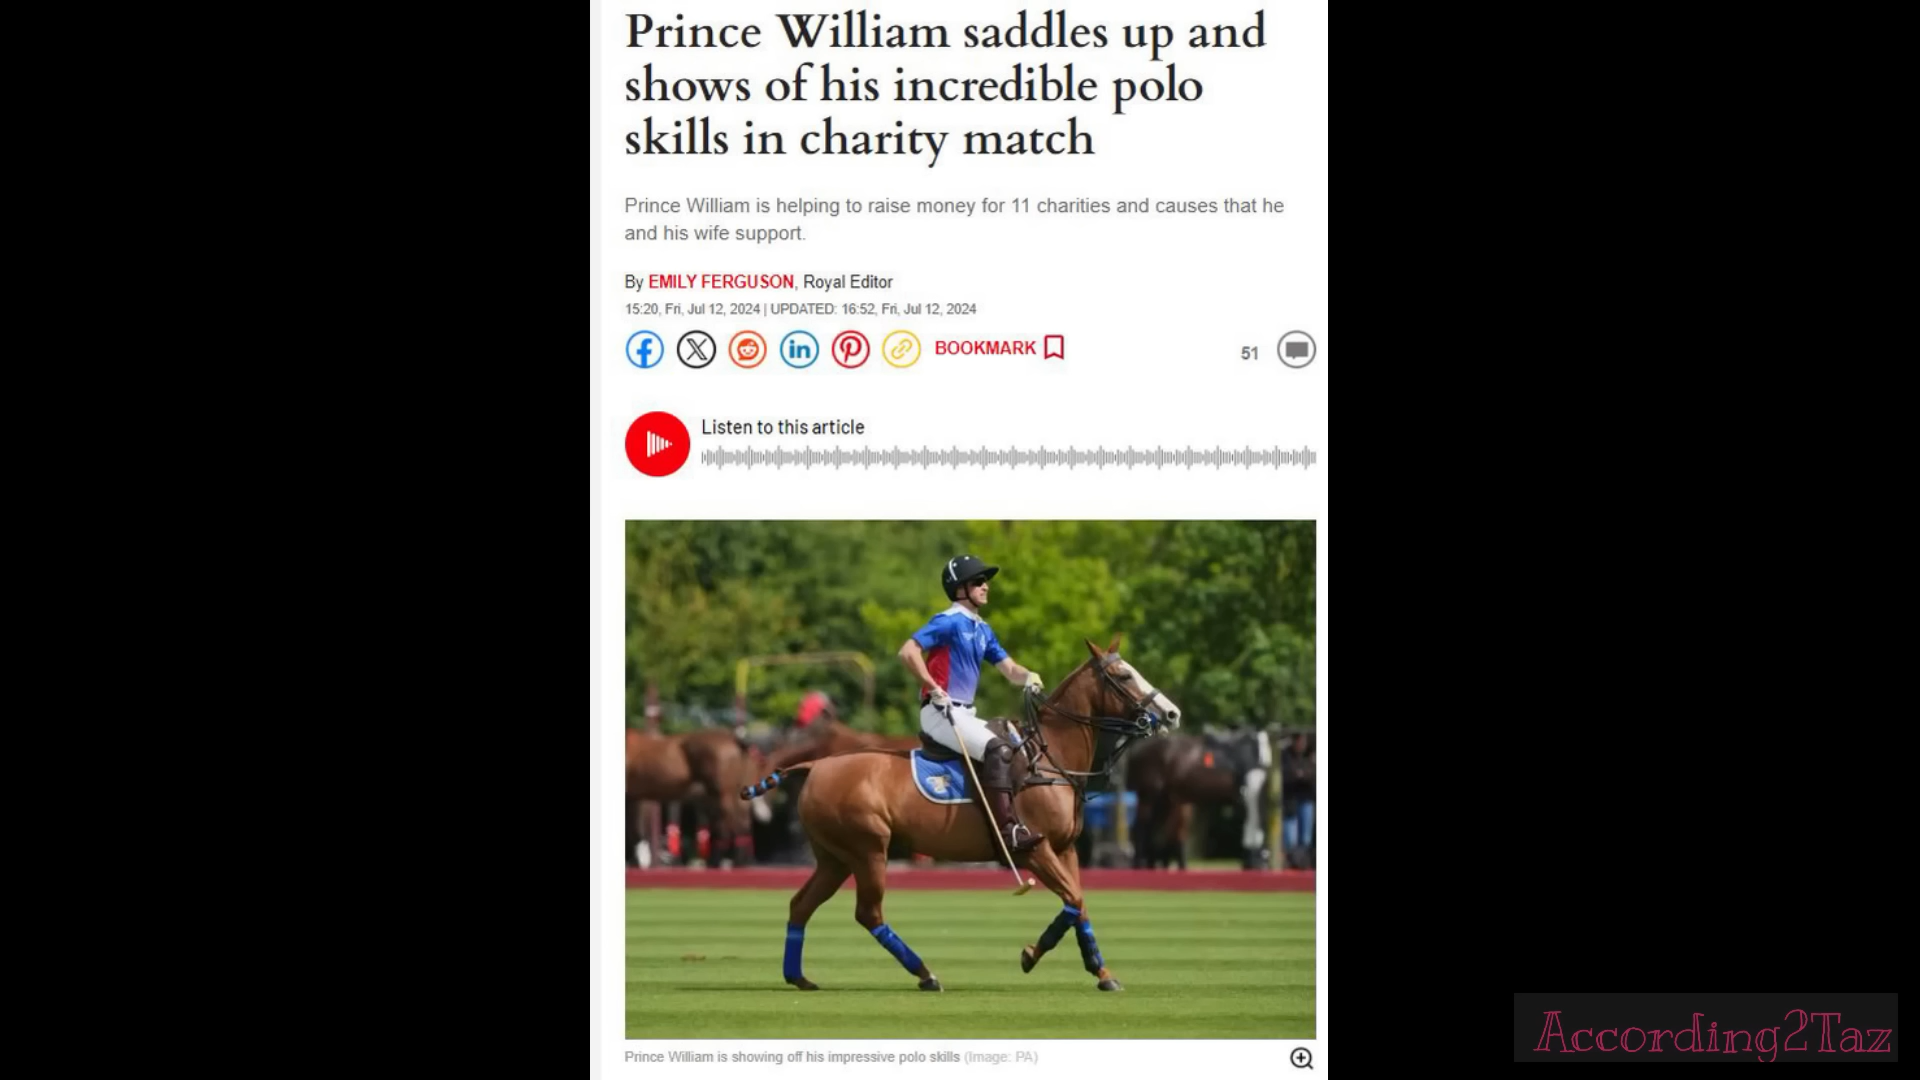 Prince William saddles up and
shows of his incredible polo
skills in charity match
Prince William is helping to raise money for 11 charities and causes that he
and his wife support.
By EMILY FERGUSON, Royal Editor
15:20, Fri, Jul 12, 2024 | UPDATED: 16:52, Fri, Jul 12, 2024
BOOKMARK 51
Listen to this article
Prince William is showing off his impressive polo skills (Image: PA)
According2Taz